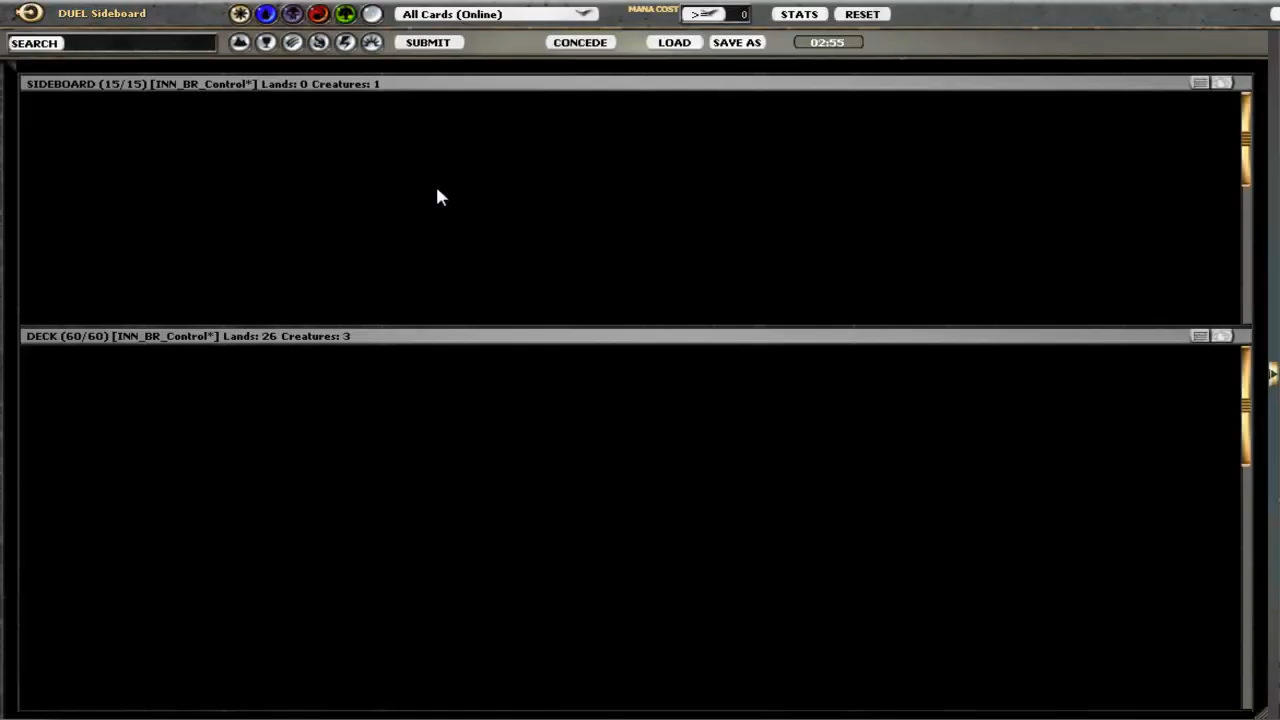 DUEL Sideboard
All Cards (Online)
MANA COST
>=
0
STATS
RESET
SEARCH
SUBMIT
CONCEDE
LOAD
SAVE AS
02:55
SIDEBOARD (15/15) [INN_BR_Control*] Lands: 0 Creatures: 1
DECK (60/60) [INN_BR_Control*] Lands: 26 Creatures: 3